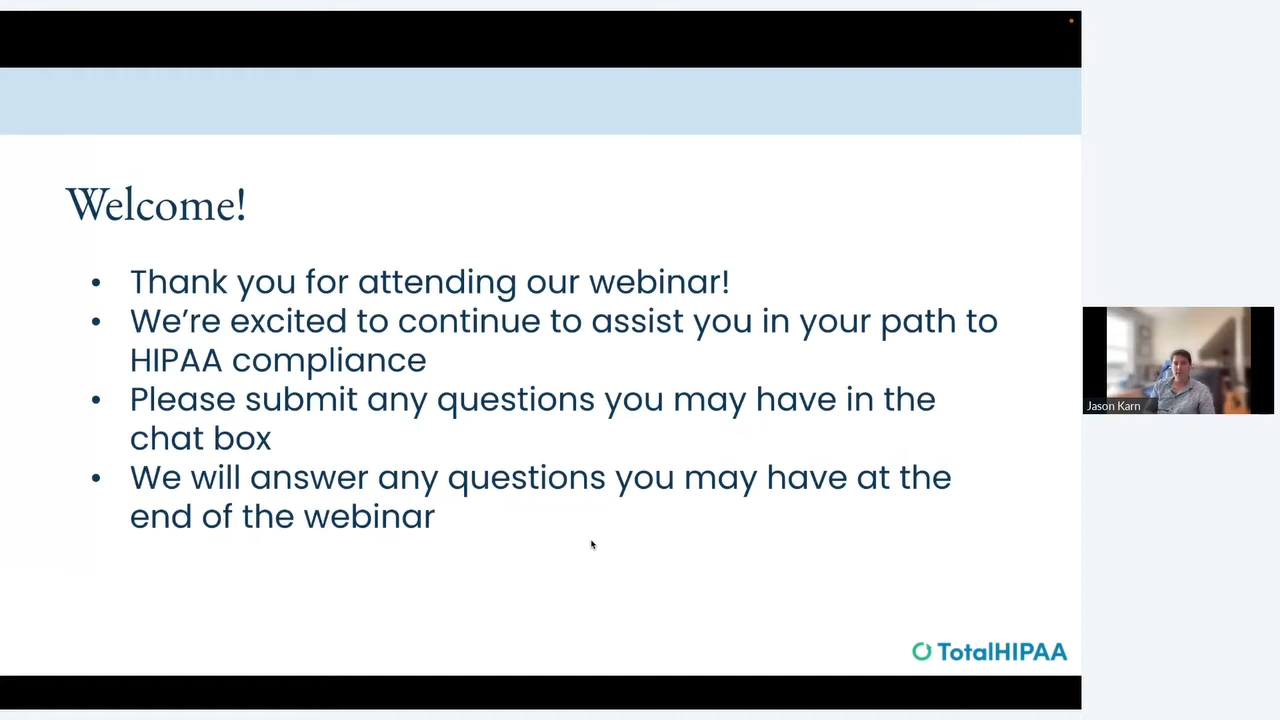 Welcome!
• Thank you for attending our webinar!
• We’re excited to continue to assist you in your path to
HIPAA compliance
• Please submit any questions you may have in the
chat box
• We will answer any questions you may have at the
end of the webinar
Jason Karn
TotalHIPAA